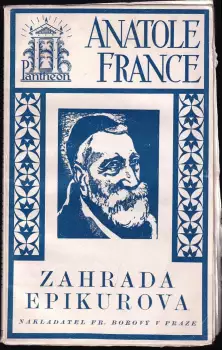 Pantheon
ANATOLE
FRANCE
ZAHRADA
EPIKUROVA
NAKLADATEL FR. BOROVÝ V PRAZE